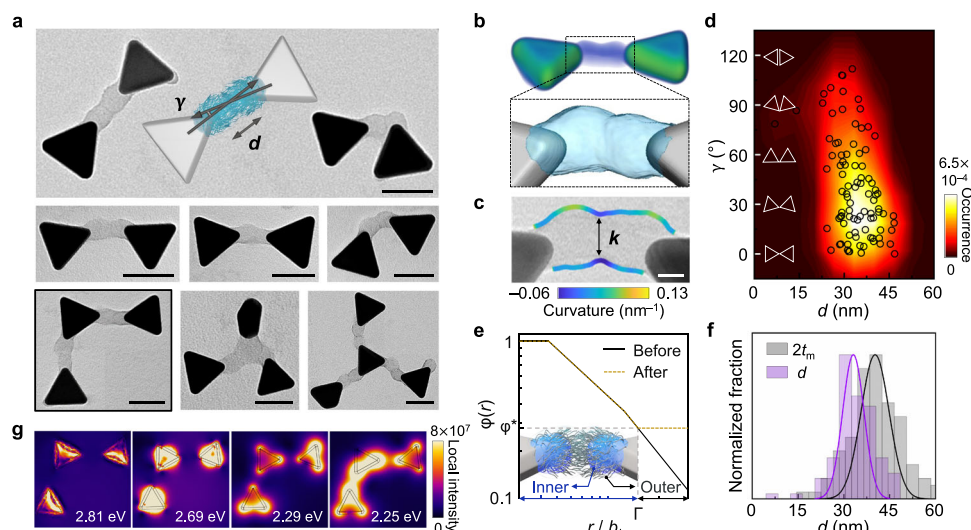 a
γ
d
b
c
k
–0.06 0.13
Curvature (nm⁻¹)
d
120
90
60
30
0
γ (°)
0 15 30 45 60
d (nm)
6.5
× 10⁻⁴
0
Occurrence
e
1
φ(r)
φ*
0.1
Before
After
Inner
Outer
Γ
f
Normalized fraction
2tₘ
d
0 15 30 45 60
d (nm)
g
2.81 eV
2.69 eV
2.29 eV
2.25 eV
8×10⁷
0
Local intensity